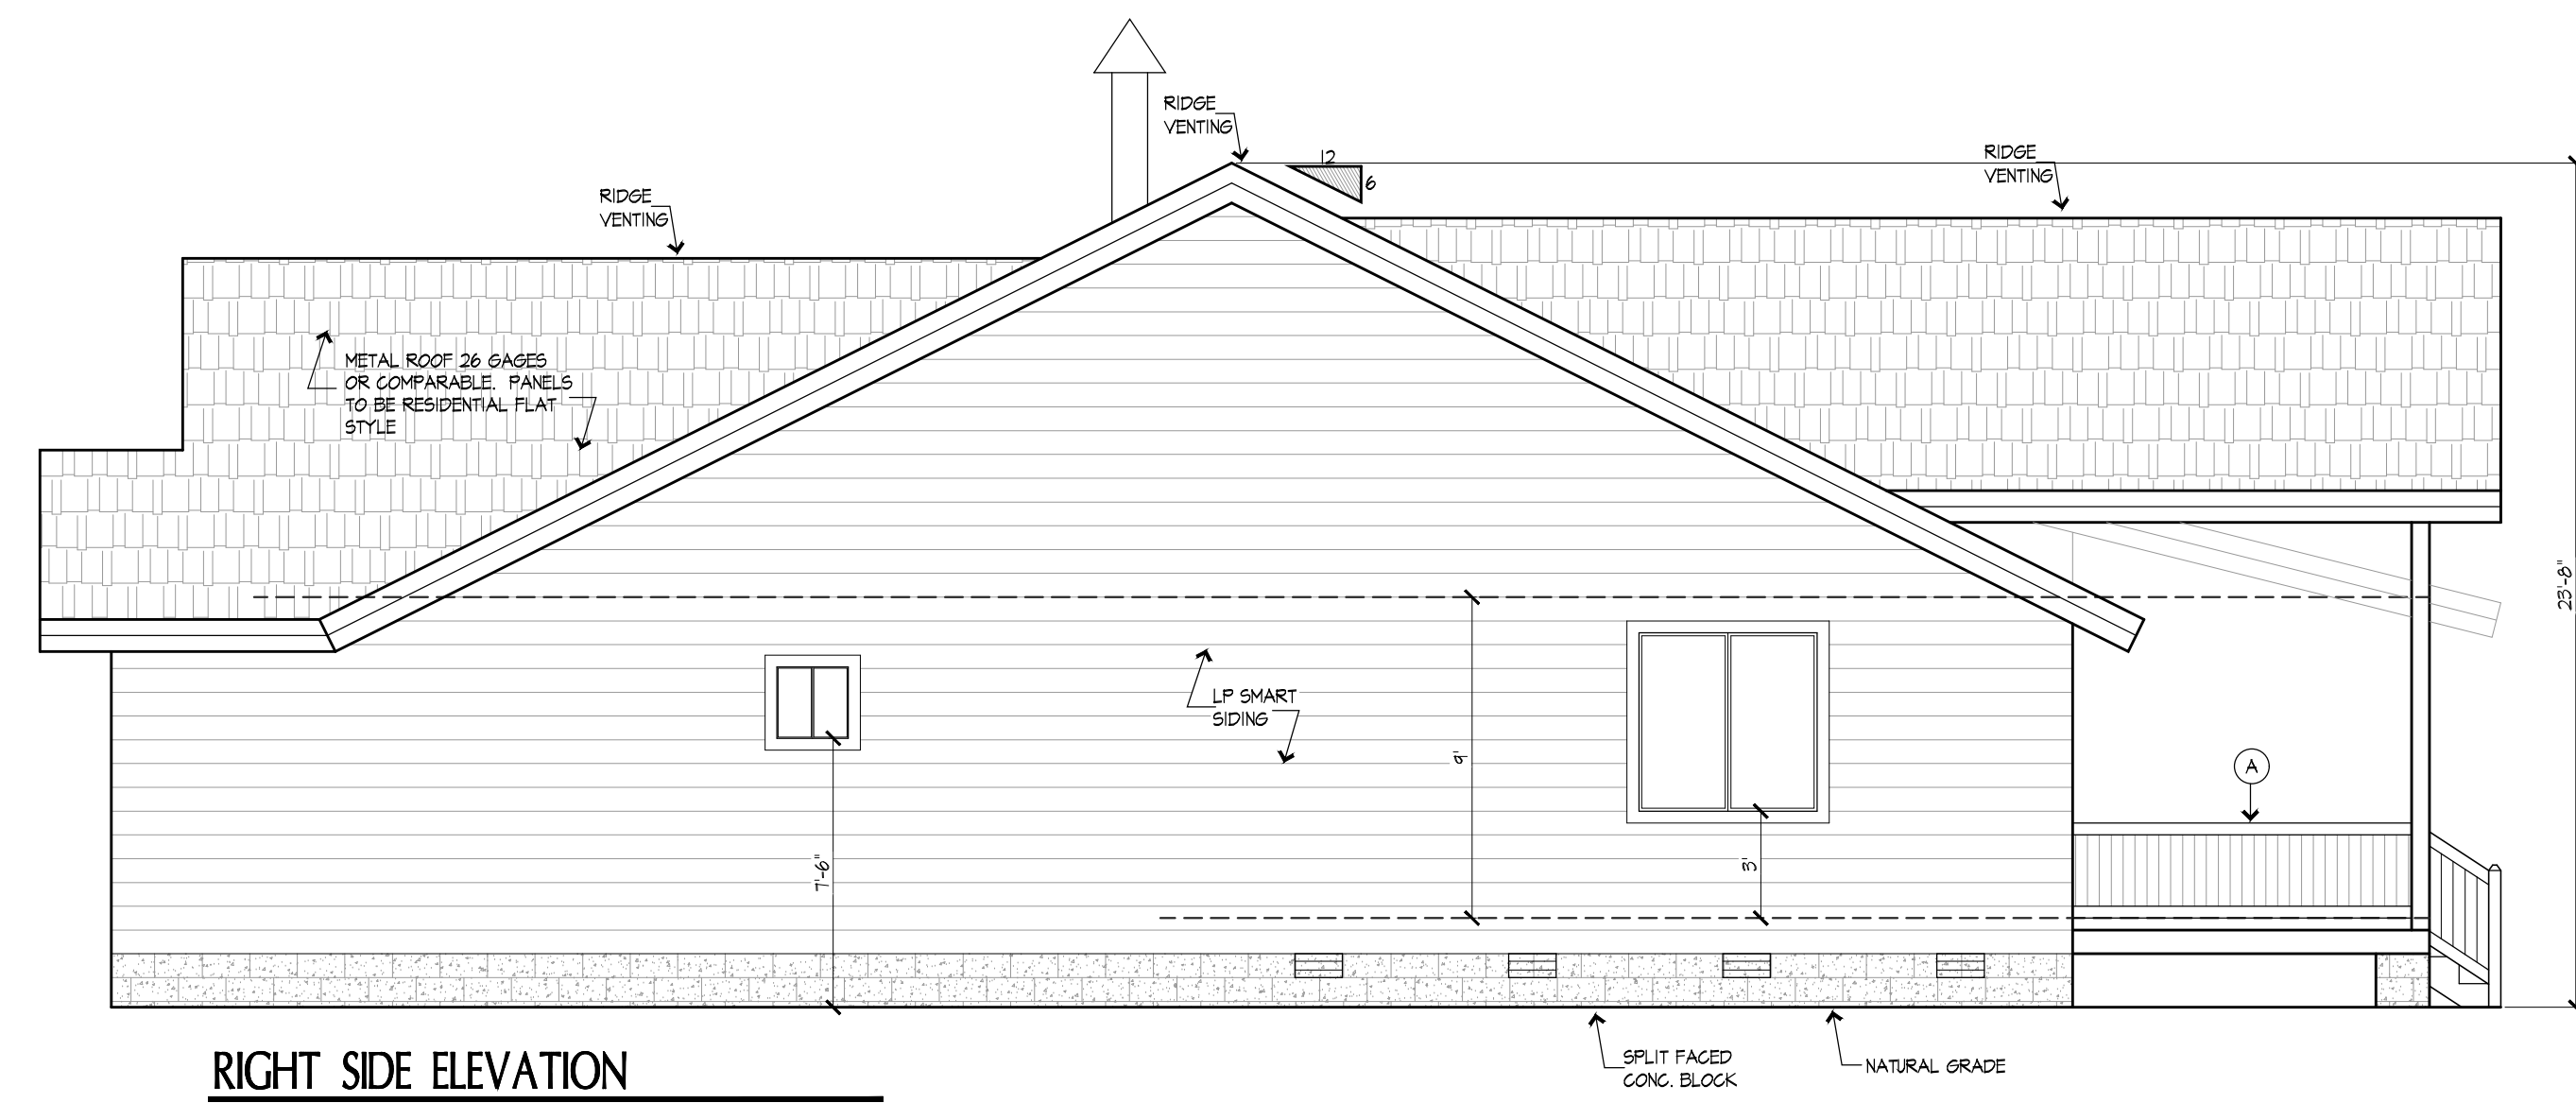 RIDGE
VENTING
12
6
RIDGE
VENTING
RIDGE
VENTING
METAL ROOF 26 GAGES
OR COMPARABLE. PANELS
TO BE RESIDENTIAL FLAT
STYLE
23'-8"
LP SMART
SIDING
9'
A
7'-6"
3'
SPLIT FACED
CONC. BLOCK
NATURAL GRADE
RIGHT SIDE ELEVATION